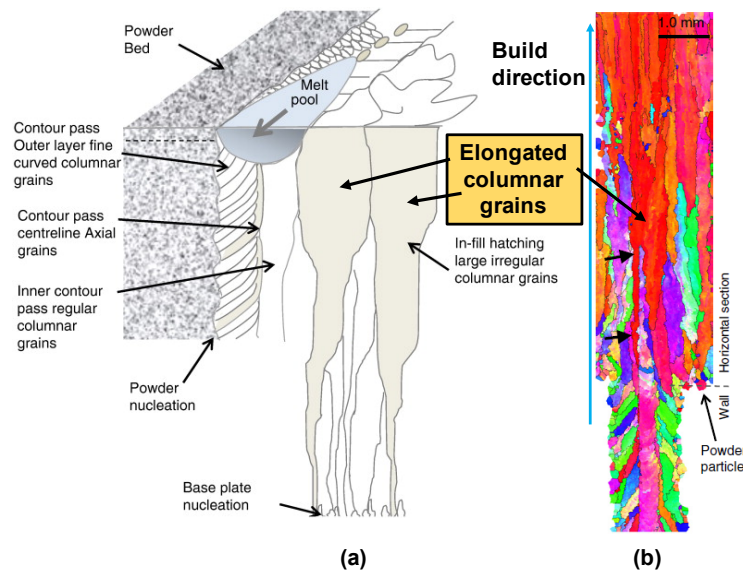 Powder
Bed
Melt
pool
Contour pass
Outer layer fine
curved columnar
grains
Contour pass
centreline Axial
grains
Inner contour
pass regular
columnar
grains
Powder
nucleation
Base plate
nucleation
Elongated
columnar
grains
In-fill hatching
large irregular
columnar grains
(a)
Build
direction
1.0 mm
Horizontal section
Wall
Powder
particle
(b)